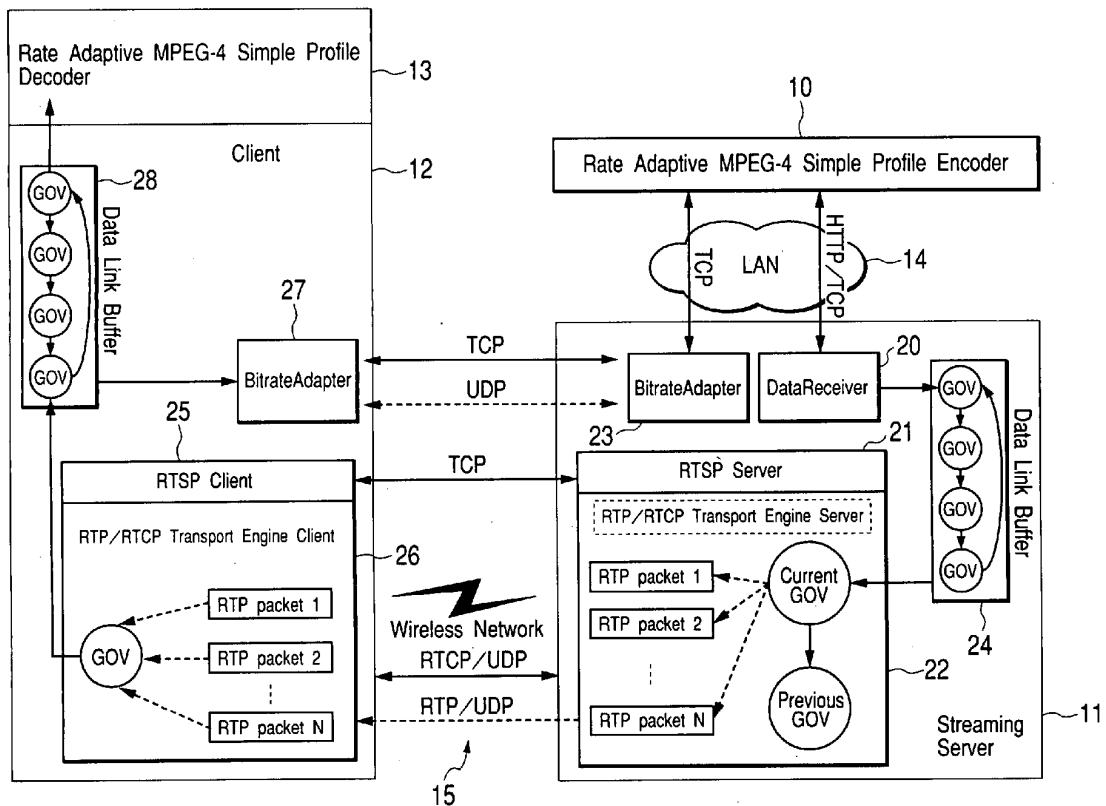 Rate Adaptive MPEG-4 Simple Profile
Decoder
13
Client
12
28
GOV
GOV
GOV
GOV
Data Link Buffer
27
BitrateAdapter
25
RTSP Client
RTP/RTCP Transport Engine Client
26
RTP packet 1
RTP packet 2
RTP packet N
GOV
TCP
UDP
TCP
Wireless Network
RTCP/UDP
RTP/UDP
15
10
Rate Adaptive MPEG-4 Simple Profile Encoder
TCP
LAN
HTTP/TCP
14
BitrateAdapter
23
DataReceiver
20
GOV
GOV
GOV
GOV
Data Link Buffer
24
21
RTSP Server
RTP/RTCP Transport Engine Server
RTP packet 1
RTP packet 2
RTP packet N
Current
GOV
Previous
GOV
22
Streaming
Server
11